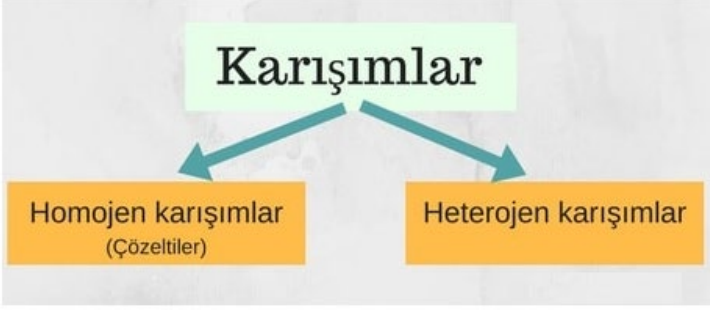 Karışımlar
Homojen karışımlar
(Çözeltiler)
Heterojen karışımlar